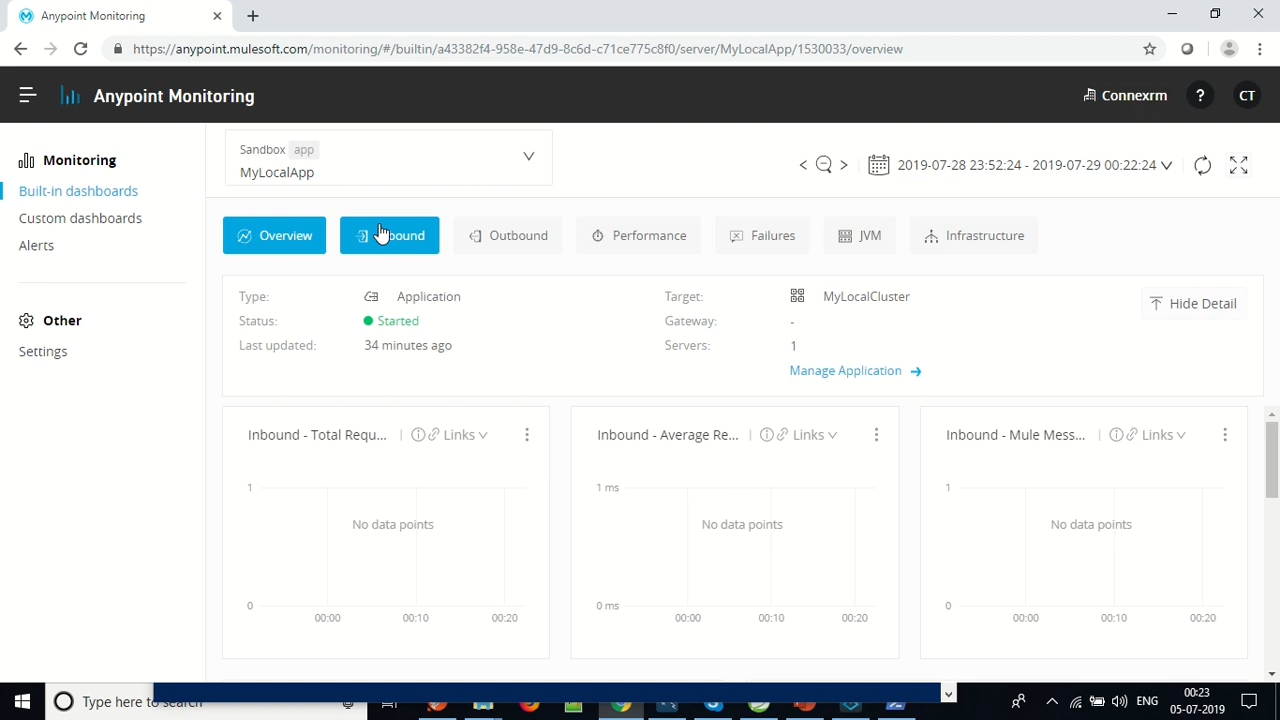 Anypoint Monitoring
https://anypoint.mulesoft.com/monitoring/#/builtin/a43382f4-958e-47d9-8c6d-c71ce775c8f0/server/MyLocalApp/1530033/overview
Anypoint Monitoring
Connexrm ? CT
Monitoring
Built-in dashboards
Custom dashboards
Alerts
Other
Settings
Sandbox app
MyLocalApp
2019-07-28 23:52:24 - 2019-07-29 00:22:24
Overview bound Outbound Performance Failures JVM Infrastructure
Type: Application
Status: Started
Last updated: 34 minutes ago
Target: MyLocalCluster
Gateway: -
Servers: 1
Manage Application
Hide Detail
Inbound - Total Requ... Links
1
No data points
0
00:00 00:10 00:20
Inbound - Average Re... Links
1 ms
No data points
0 ms
00:00 00:10 00:20
Inbound - Mule Mess... Links
1
No data points
0
00:00 00:10 00:20
Type here to search
ENG
00:23
05-07-2019